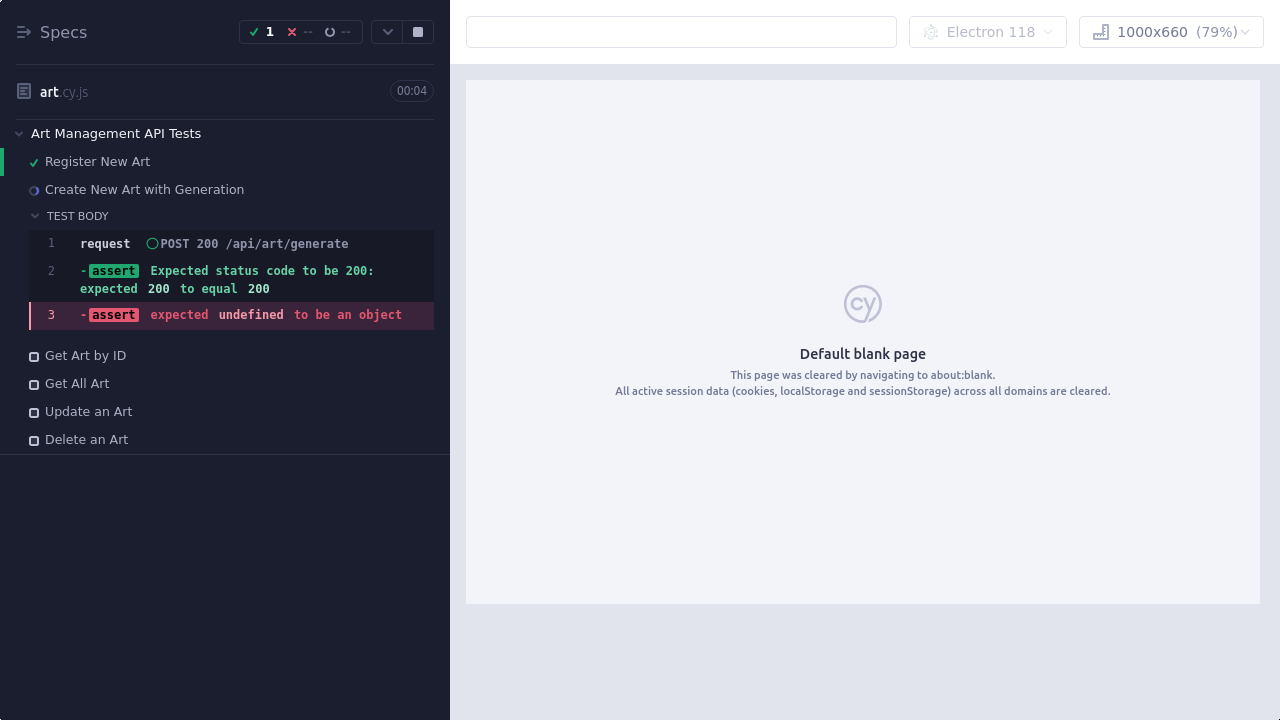 Specs
1
--
--
art.cy.js
00:04
Art Management API Tests
Register New Art
Create New Art with Generation
TEST BODY
1 request POST 200 /api/art/generate
2 -assert Expected status code to be 200:
expected 200 to equal 200
3 -assert expected undefined to be an object
Get Art by ID
Get All Art
Update an Art
Delete an Art
Electron 118
1000x660 (79%)
cy
Default blank page
This page was cleared by navigating to about:blank.
All active session data (cookies, localStorage and sessionStorage) across all domains are cleared.